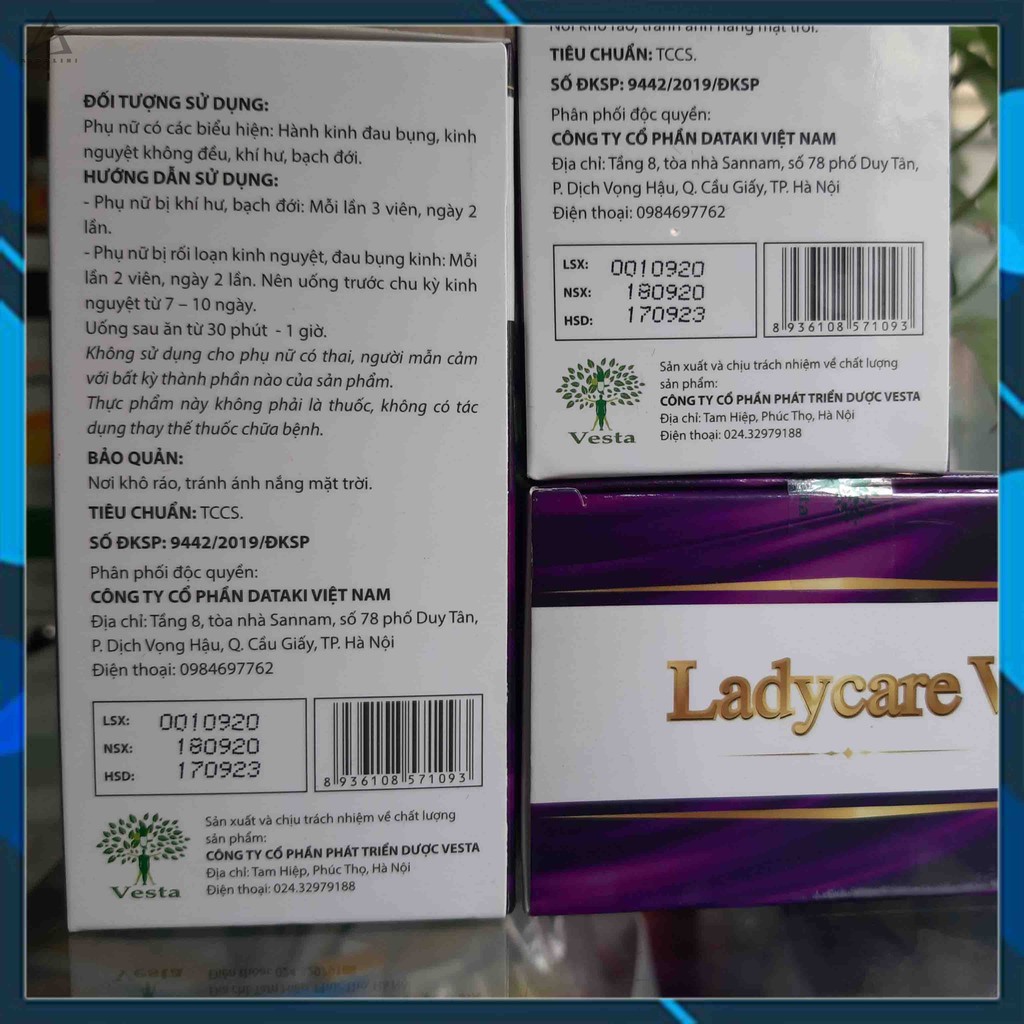 ĐỐI TƯỢNG SỬ DỤNG:
Phụ nữ có các biểu hiện: Hành kinh đau bụng, kinh
nguyệt không đều, khí hư, bạch đới.
HƯỚNG DẪN SỬ DỤNG:
- Phụ nữ bị khí hư, bạch đới: Mỗi lần 3 viên, ngày 2
lần.
- Phụ nữ bị rối loạn kinh nguyệt, đau bụng kinh: Mỗi
lần 2 viên, ngày 2 lần. Nên uống trước chu kỳ kinh
nguyệt từ 7 – 10 ngày.
Uống sau ăn từ 30 phút - 1 giờ.
Không sử dụng cho phụ nữ có thai, người mẫn cảm
với bất kỳ thành phần nào của sản phẩm.
Thực phẩm này không phải là thuốc, không có tác
dụng thay thế thuốc chữa bệnh.
BẢO QUẢN:
Nơi khô ráo, tránh ánh nắng mặt trời.
TIÊU CHUẨN: TCCS.
SỐ ĐKSP: 9442/2019/ĐKSP
Phân phối độc quyền:
CÔNG TY CỔ PHẦN DATAKI VIỆT NAM
Địa chỉ: Tầng 8, tòa nhà Sannam, số 78 phố Duy Tân,
P. Dịch Vọng Hậu, Q. Cầu Giấy, TP. Hà Nội
Điện thoại: 0984697762
LSX: 0010920
NSX: 180920
HSD: 170923
8 936108 571093
Sản xuất và chịu trách nhiệm về chất lượng
sản phẩm:
CÔNG TY CỔ PHẦN PHÁT TRIỂN DƯỢC VESTA
Địa chỉ: Tam Hiệp, Phúc Thọ, Hà Nội
Điện thoại: 024.32979188
Vesta
Nơi khô ráo, tránh ánh nắng mặt trời.
TIÊU CHUẨN: TCCS.
SỐ ĐKSP: 9442/2019/ĐKSP
Phân phối độc quyền:
CÔNG TY CỔ PHẦN DATAKI VIỆT NAM
Địa chỉ: Tầng 8, tòa nhà Sannam, số 78 phố Duy Tân,
P. Dịch Vọng Hậu, Q. Cầu Giấy, TP. Hà Nội
Điện thoại: 0984697762
LSX: 0010920
NSX: 180920
HSD: 170923
8 936108 571093
Sản xuất và chịu trách nhiệm về chất lượng
sản phẩm:
CÔNG TY CỔ PHẦN PHÁT TRIỂN DƯỢC VESTA
Địa chỉ: Tam Hiệp, Phúc Thọ, Hà Nội
Điện thoại: 024.32979188
Vesta
Ladycare V